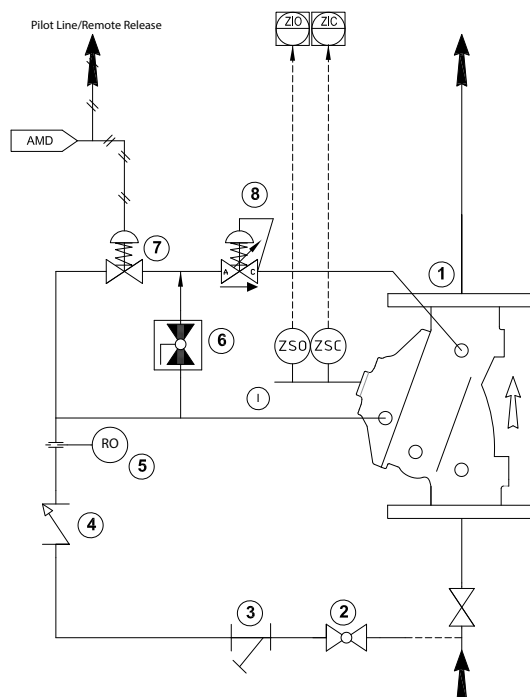 Pilot Line/Remote Release
ZIO
ZIC
AMD
8
7
A
C
1
6
ZSO
ZSC
I
RO
5
4
3
2